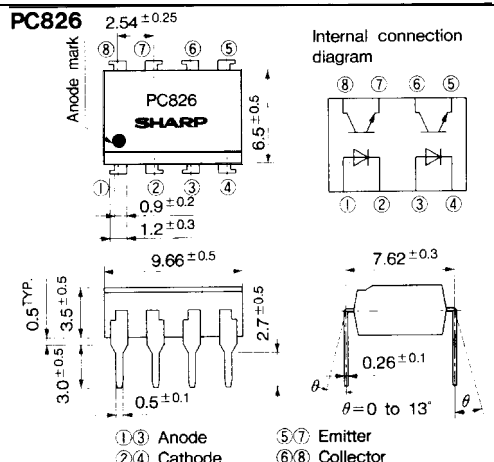 PC826
2.54 ±0.25
Internal connection
diagram
Anode mark
⑧ ⑦ ⑥ ⑤
PC826
SHARP
6.5 ±0.5
① ② ③ ④
0.9 ±0.2
1.2 ±0.3
⑧ ⑦ ⑥ ⑤
① ② ③ ④
9.66 ±0.5
7.62 ±0.3
0.5 TYP.
3.5 ±0.5
2.7 ±0.5
3.0 ±0.5
0.5 ±0.1
0.26 ±0.1
θ
θ
θ=0 to 13°
①③ Anode
⑤⑦ Emitter
②④ Cathode
⑥⑧ Collector